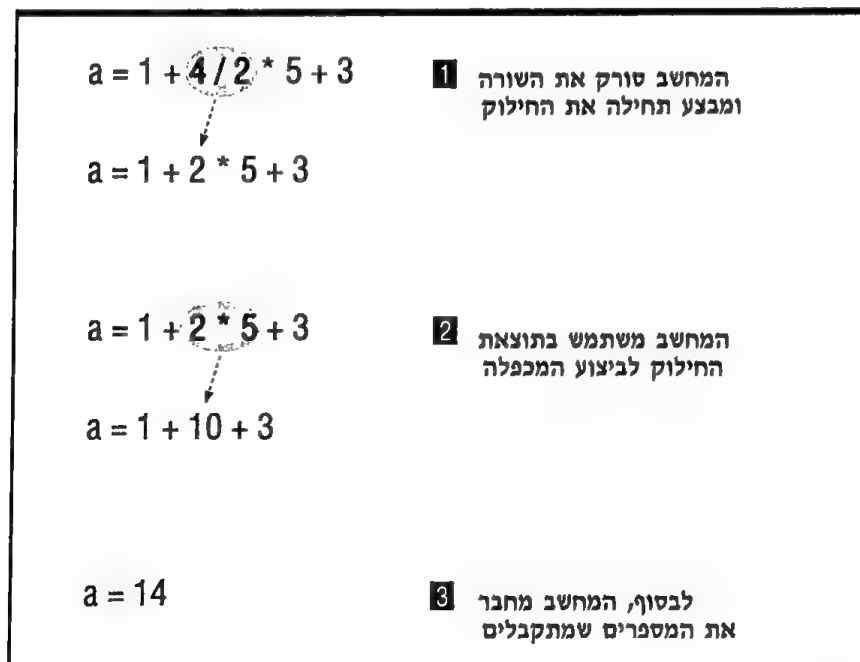 a = 1 + 4 / 2 * 5 + 3
1 המחשב סורק את השורה
ומבצע תחילה את החילוק
a = 1 + 2 * 5 + 3
a = 1 + 2 * 5 + 3
2 המחשב משתמש בתוצאת
החילוק לביצוע המכפלה
a = 1 + 10 + 3
a = 14
3 לבסוף, המחשב מחבר
את המספרים שמתקבלים